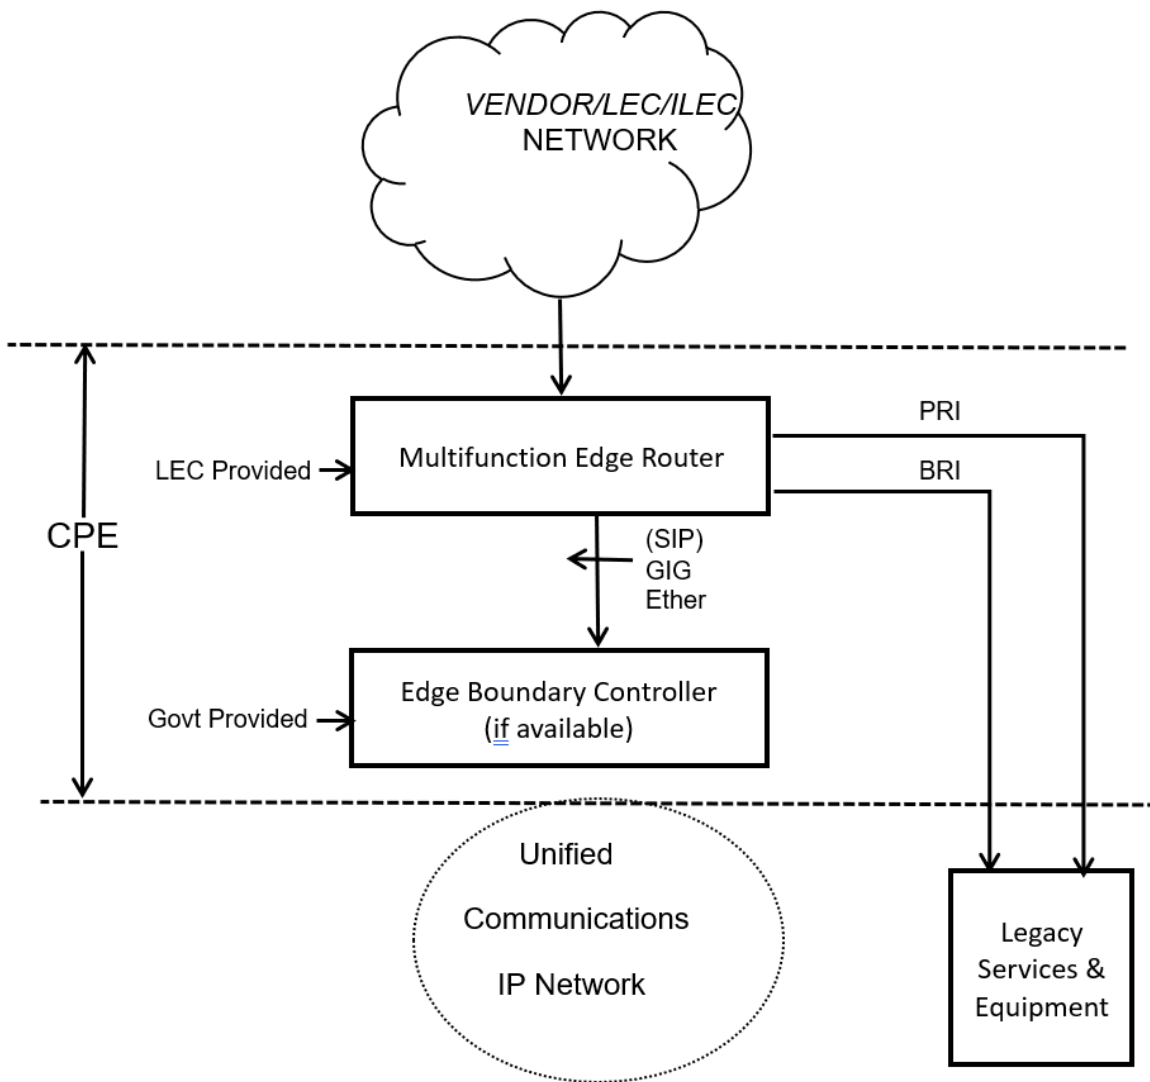 VENDOR/LEC/ILEC
NETWORK
PRI
Multifunction Edge Router
LEC Provided
BRI
CPE
(SIP)
GIG
Ether
Edge Boundary Controller
(if available)
Govt Provided
Unified
Communications
IP Network
Legacy
Services &
Equipment